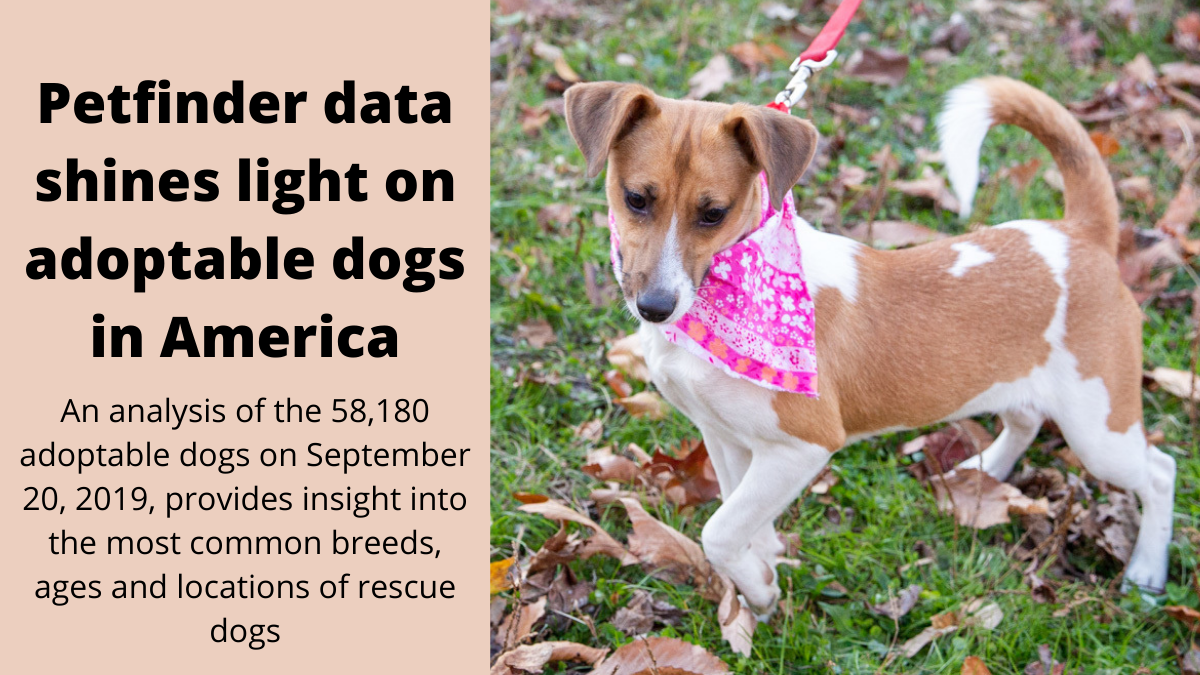 Petfinder data
shines light on
adoptable dogs
in America
An analysis of the 58,180
adoptable dogs on September
20, 2019, provides insight into
the most common breeds,
ages and locations of rescue
dogs